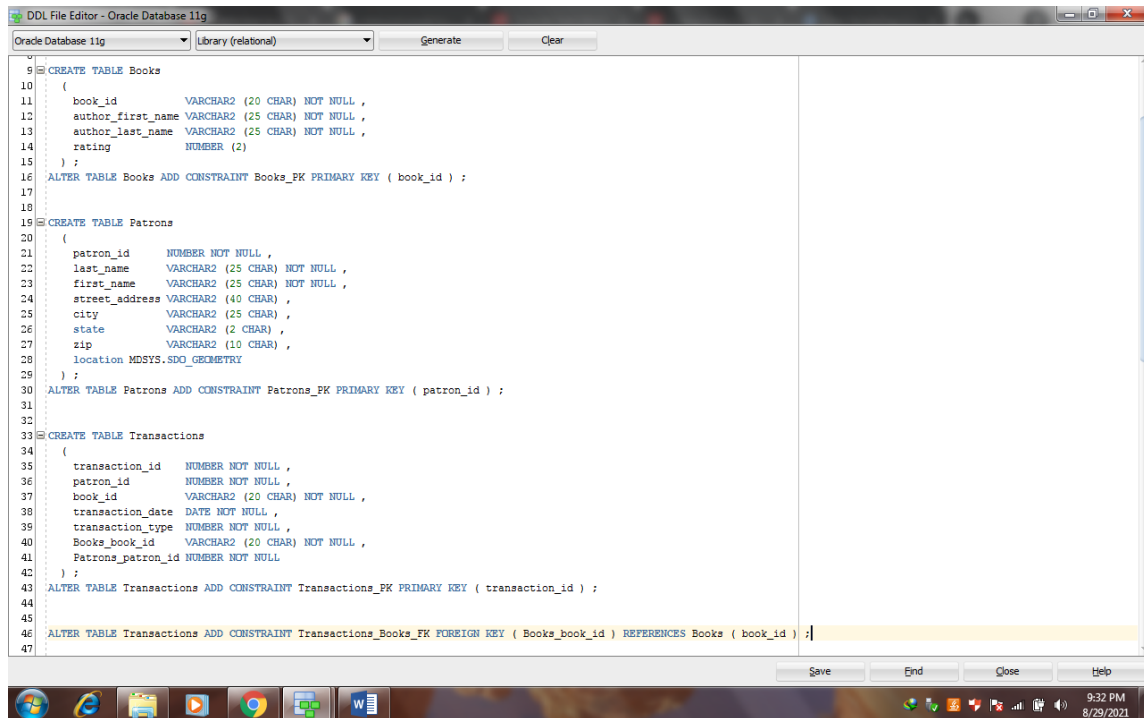 DDL File Editor - Oracle Database 11g
Oracle Database 11g Library (relational) Generate Clear
9 CREATE TABLE Books
10 (
11 book_id VARCHAR2 (20 CHAR) NOT NULL ,
12 author_first_name VARCHAR2 (25 CHAR) NOT NULL ,
13 author_last_name VARCHAR2 (25 CHAR) NOT NULL ,
14 rating NUMBER (2)
15 ) ;
16 ALTER TABLE Books ADD CONSTRAINT Books_PK PRIMARY KEY ( book_id ) ;
17
18
19 CREATE TABLE Patrons
20 (
21 patron_id NUMBER NOT NULL ,
22 last_name VARCHAR2 (25 CHAR) NOT NULL ,
23 first_name VARCHAR2 (25 CHAR) NOT NULL ,
24 street_address VARCHAR2 (40 CHAR) ,
25 city VARCHAR2 (25 CHAR) ,
26 state VARCHAR2 (2 CHAR) ,
27 zip VARCHAR2 (10 CHAR) ,
28 location MDSYS.SDO_GEOMETRY
29 ) ;
30 ALTER TABLE Patrons ADD CONSTRAINT Patrons_PK PRIMARY KEY ( patron_id ) ;
31
32
33 CREATE TABLE Transactions
34 (
35 transaction_id NUMBER NOT NULL ,
36 patron_id NUMBER NOT NULL ,
37 book_id VARCHAR2 (20 CHAR) NOT NULL ,
38 transaction_date DATE NOT NULL ,
39 transaction_type NUMBER NOT NULL ,
40 Books_book_id VARCHAR2 (20 CHAR) NOT NULL ,
41 Patrons_patron_id NUMBER NOT NULL
42 ) ;
43 ALTER TABLE Transactions ADD CONSTRAINT Transactions_PK PRIMARY KEY ( transaction_id ) ;
44
45
46 ALTER TABLE Transactions ADD CONSTRAINT Transactions_Books_FK FOREIGN KEY ( Books_book_id ) REFERENCES Books ( book_id ) ;
47
Save Find Close Help
9:32 PM
8/29/2021